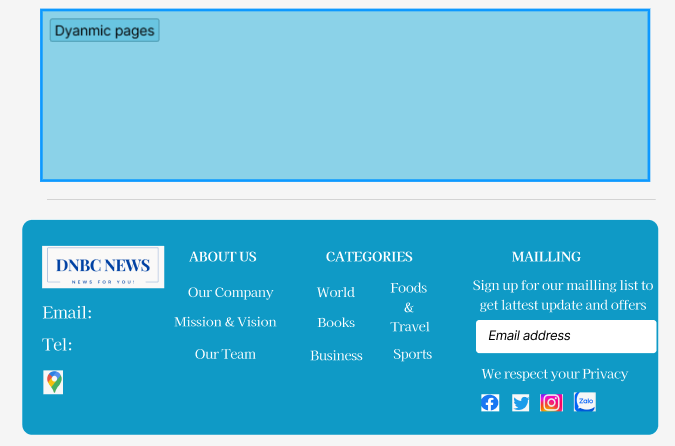 Dyanmic pages
DNBC NEWS
NEWS FOR YOU!
Email:
Tel:
ABOUT US
Our Company
Mission & Vision
Our Team
CATEGORIES
World
Books
Business
Foods
&
Travel
Sports
MAILLING
Sign up for our mailling list to
get lattest update and offers
Email address
We respect your Privacy
Zalo